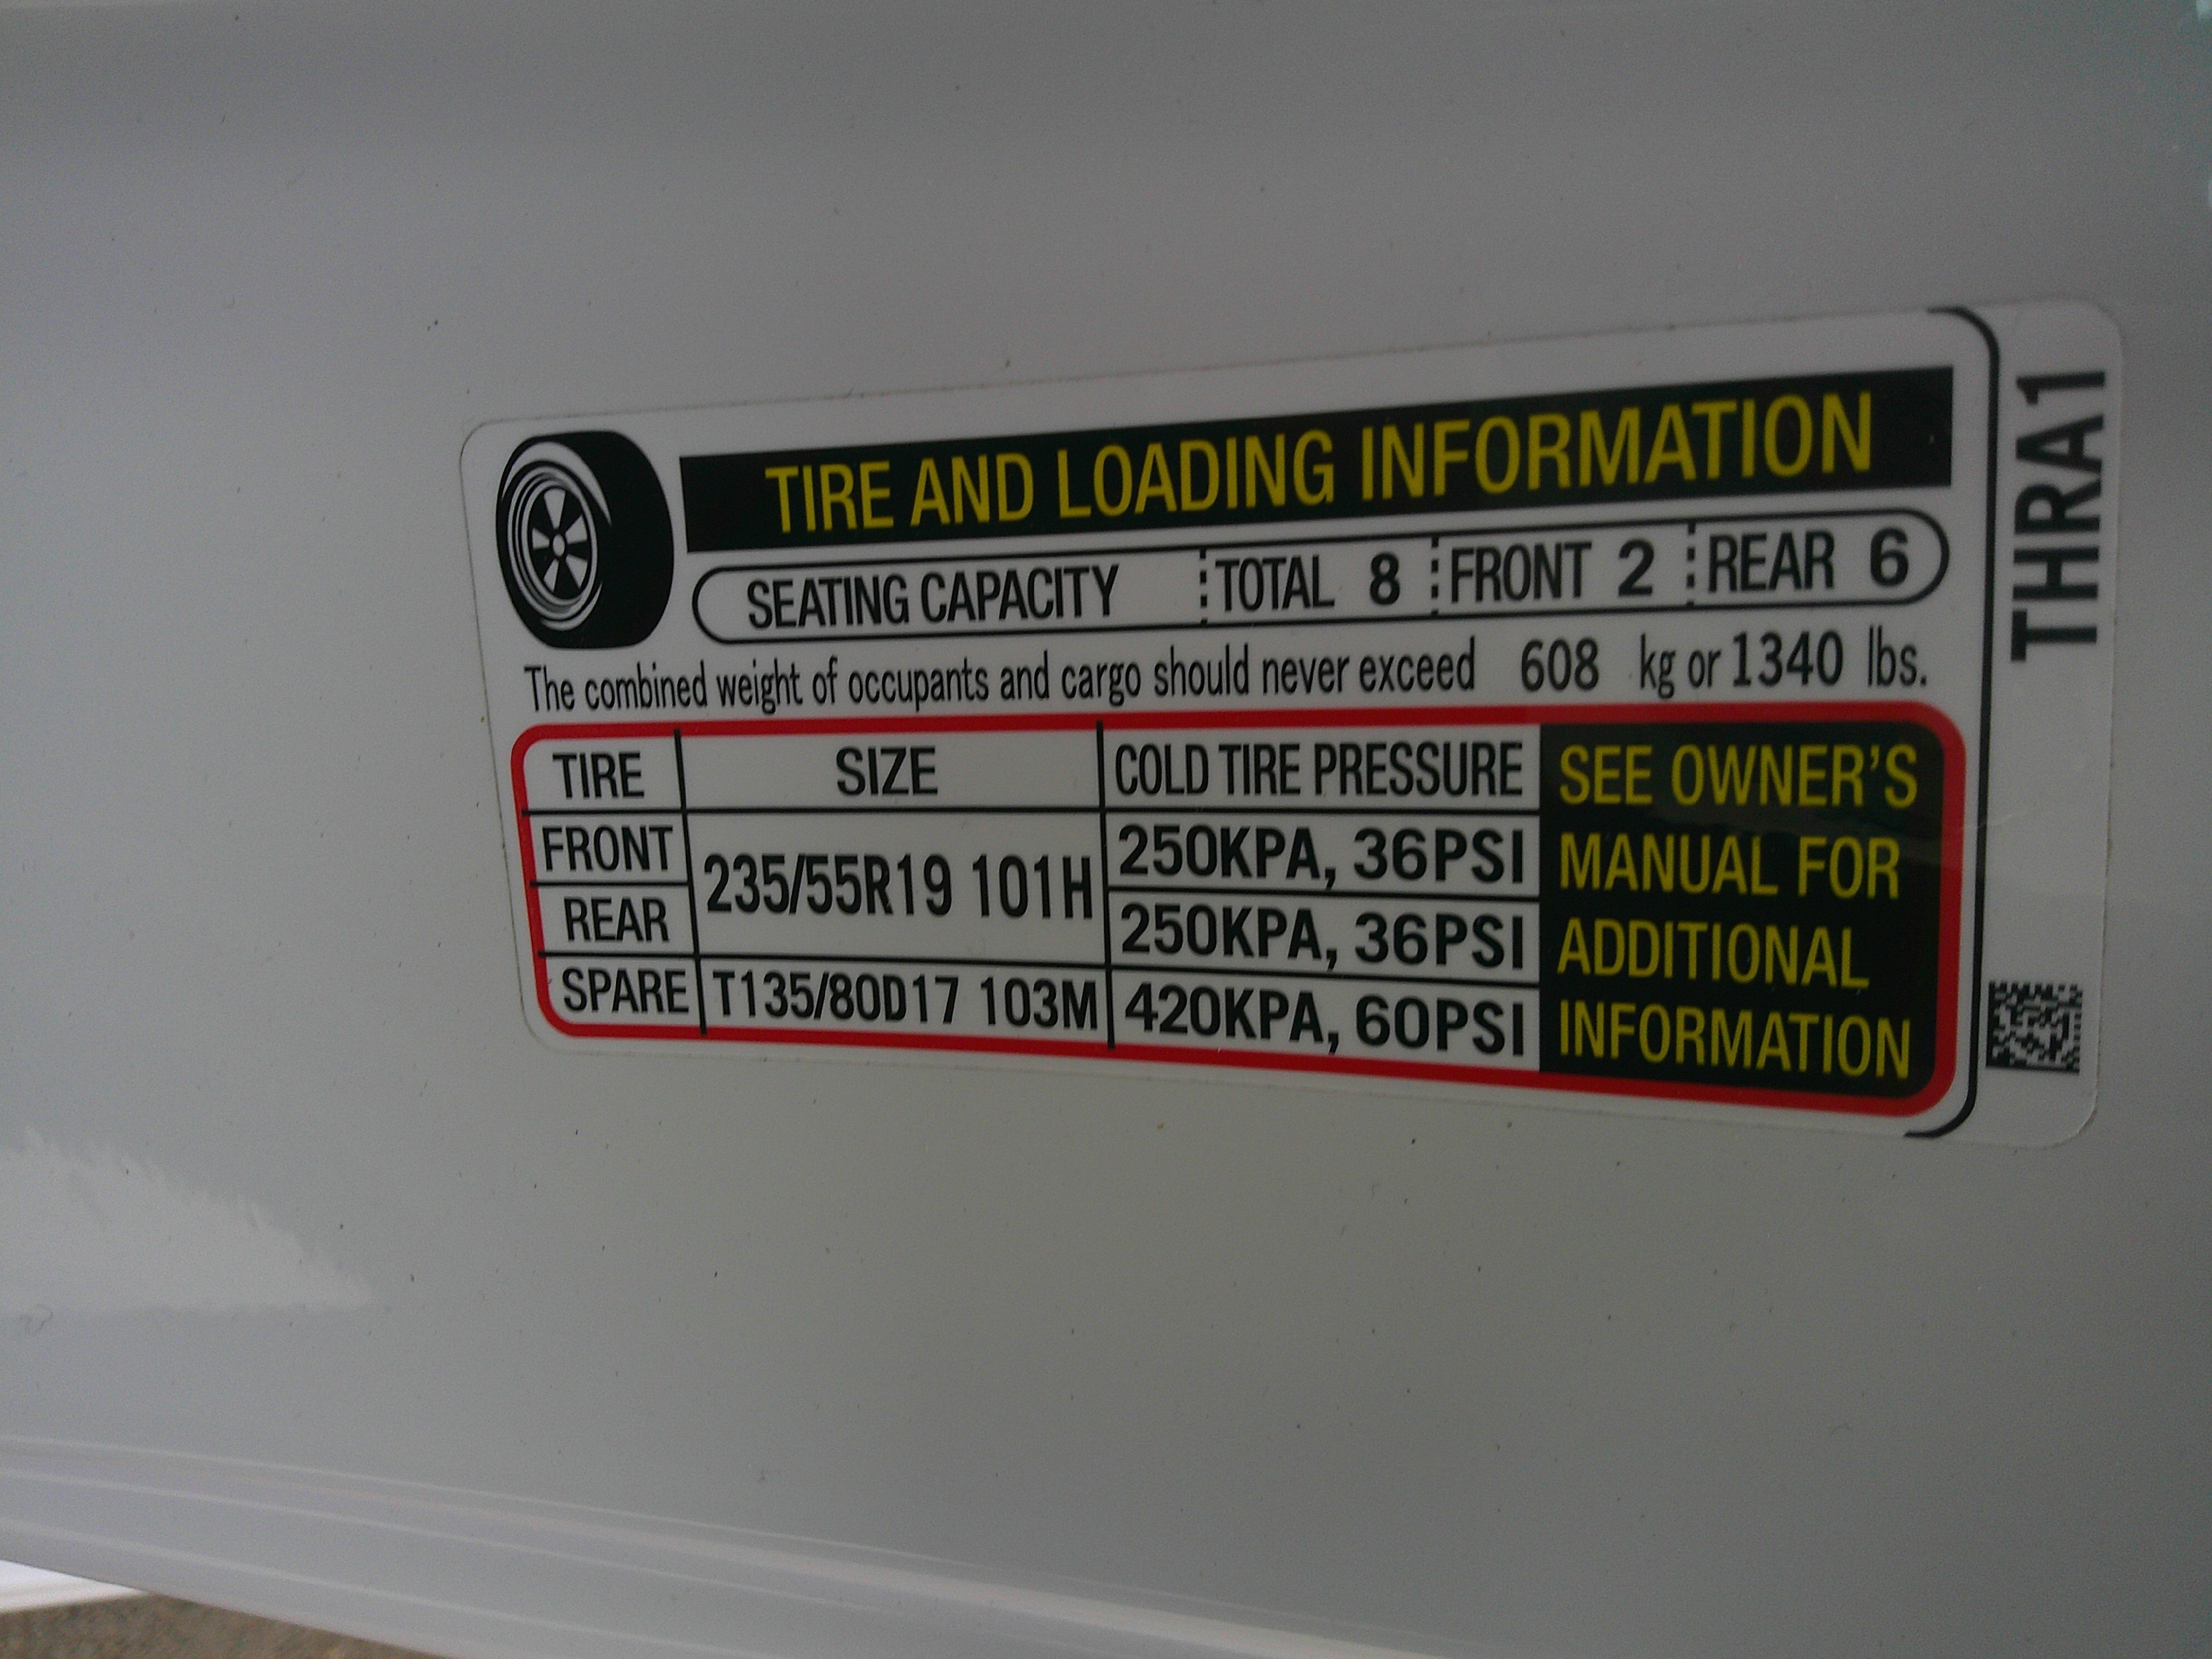 TIRE AND LOADING INFORMATION
SEATING CAPACITY TOTAL 8 FRONT 2 REAR 6
The combined weight of occupants and cargo should never exceed 608 kg or 1340 lbs.
TIRE SIZE COLD TIRE PRESSURE
FRONT 235/55R19 101H 250KPA, 36PSI
REAR 250KPA, 36PSI
SPARE T135/80D17 103M 420KPA, 60PSI
SEE OWNER'S
MANUAL FOR
ADDITIONAL
INFORMATION
THRA1